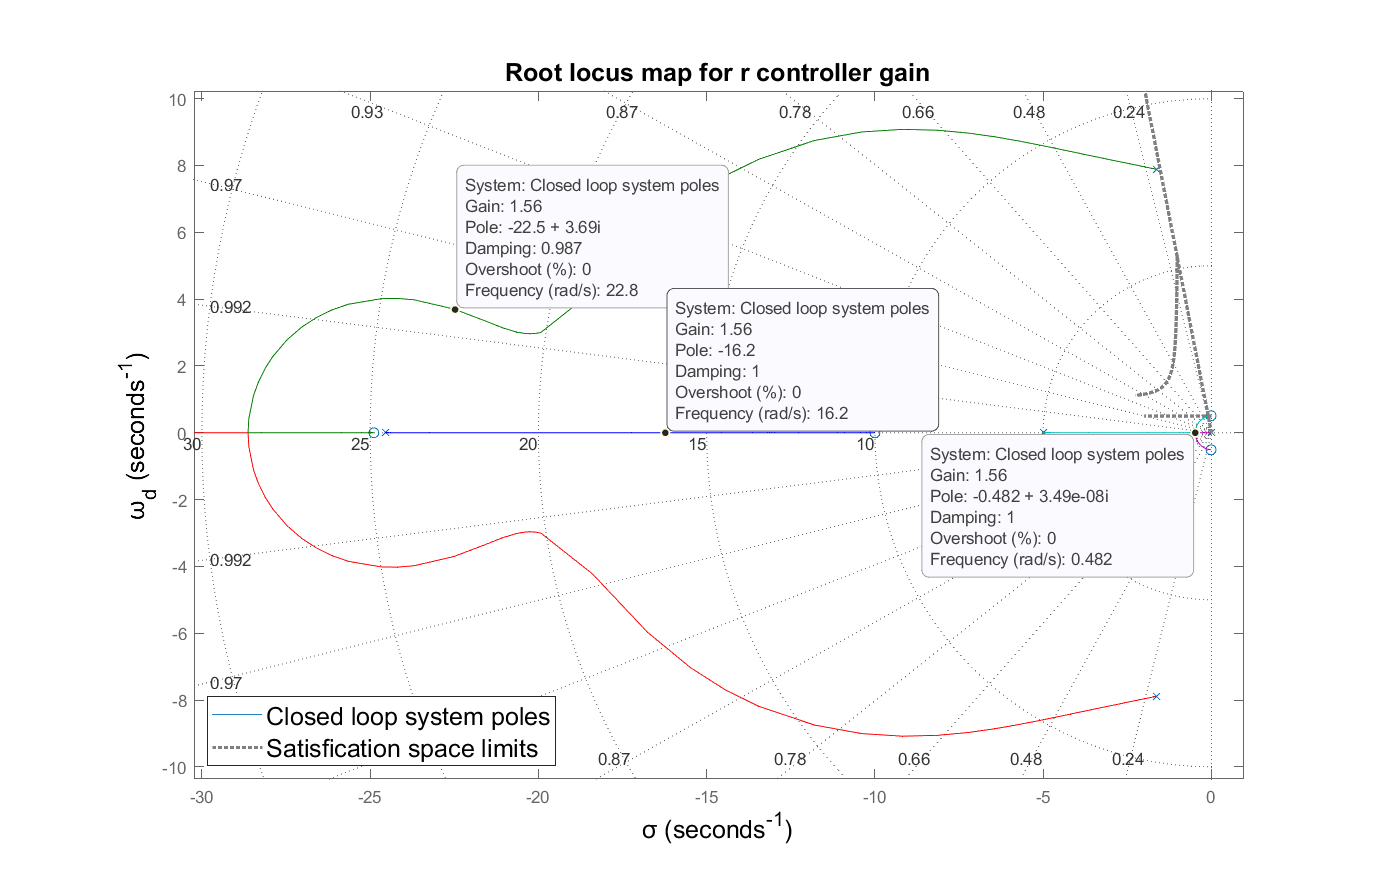 Root locus map for r controller gain
10
8
6
4
2
0
-2
-4
-6
-8
-10
ω_d (seconds^-1)
0.93
0.87
0.78
0.66
0.48
0.24
0.97
0.992
0.992
0.97
0.87
0.78
0.66
0.48
0.24
30
25
20
15
10
System: Closed loop system poles
Gain: 1.56
Pole: -22.5 + 3.69i
Damping: 0.987
Overshoot (%): 0
Frequency (rad/s): 22.8
System: Closed loop system poles
Gain: 1.56
Pole: -16.2
Damping: 1
Overshoot (%): 0
Frequency (rad/s): 16.2
System: Closed loop system poles
Gain: 1.56
Pole: -0.482 + 3.49e-08i
Damping: 1
Overshoot (%): 0
Frequency (rad/s): 0.482
Closed loop system poles
Satisfication space limits
-30
-25
-20
-15
-10
-5
0
σ (seconds^-1)